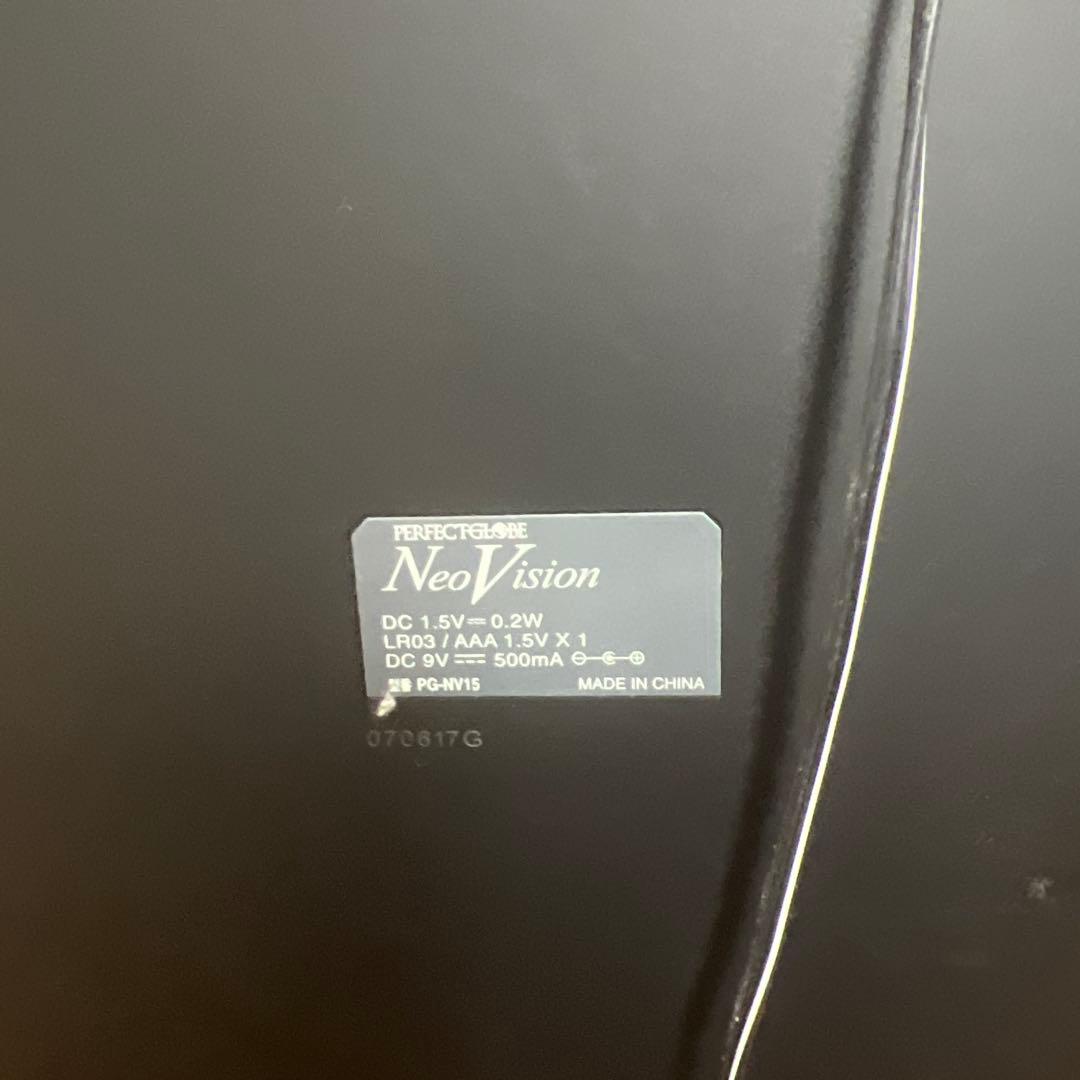 PERFECTGLOBE
NeoVision
DC 1.5V⎓ 0.2W
LR03 / AAA 1.5V X 1
DC 9V ⎓ 500mA ⊖-C-⊕
PG-NV15 MADE IN CHINA
070617G